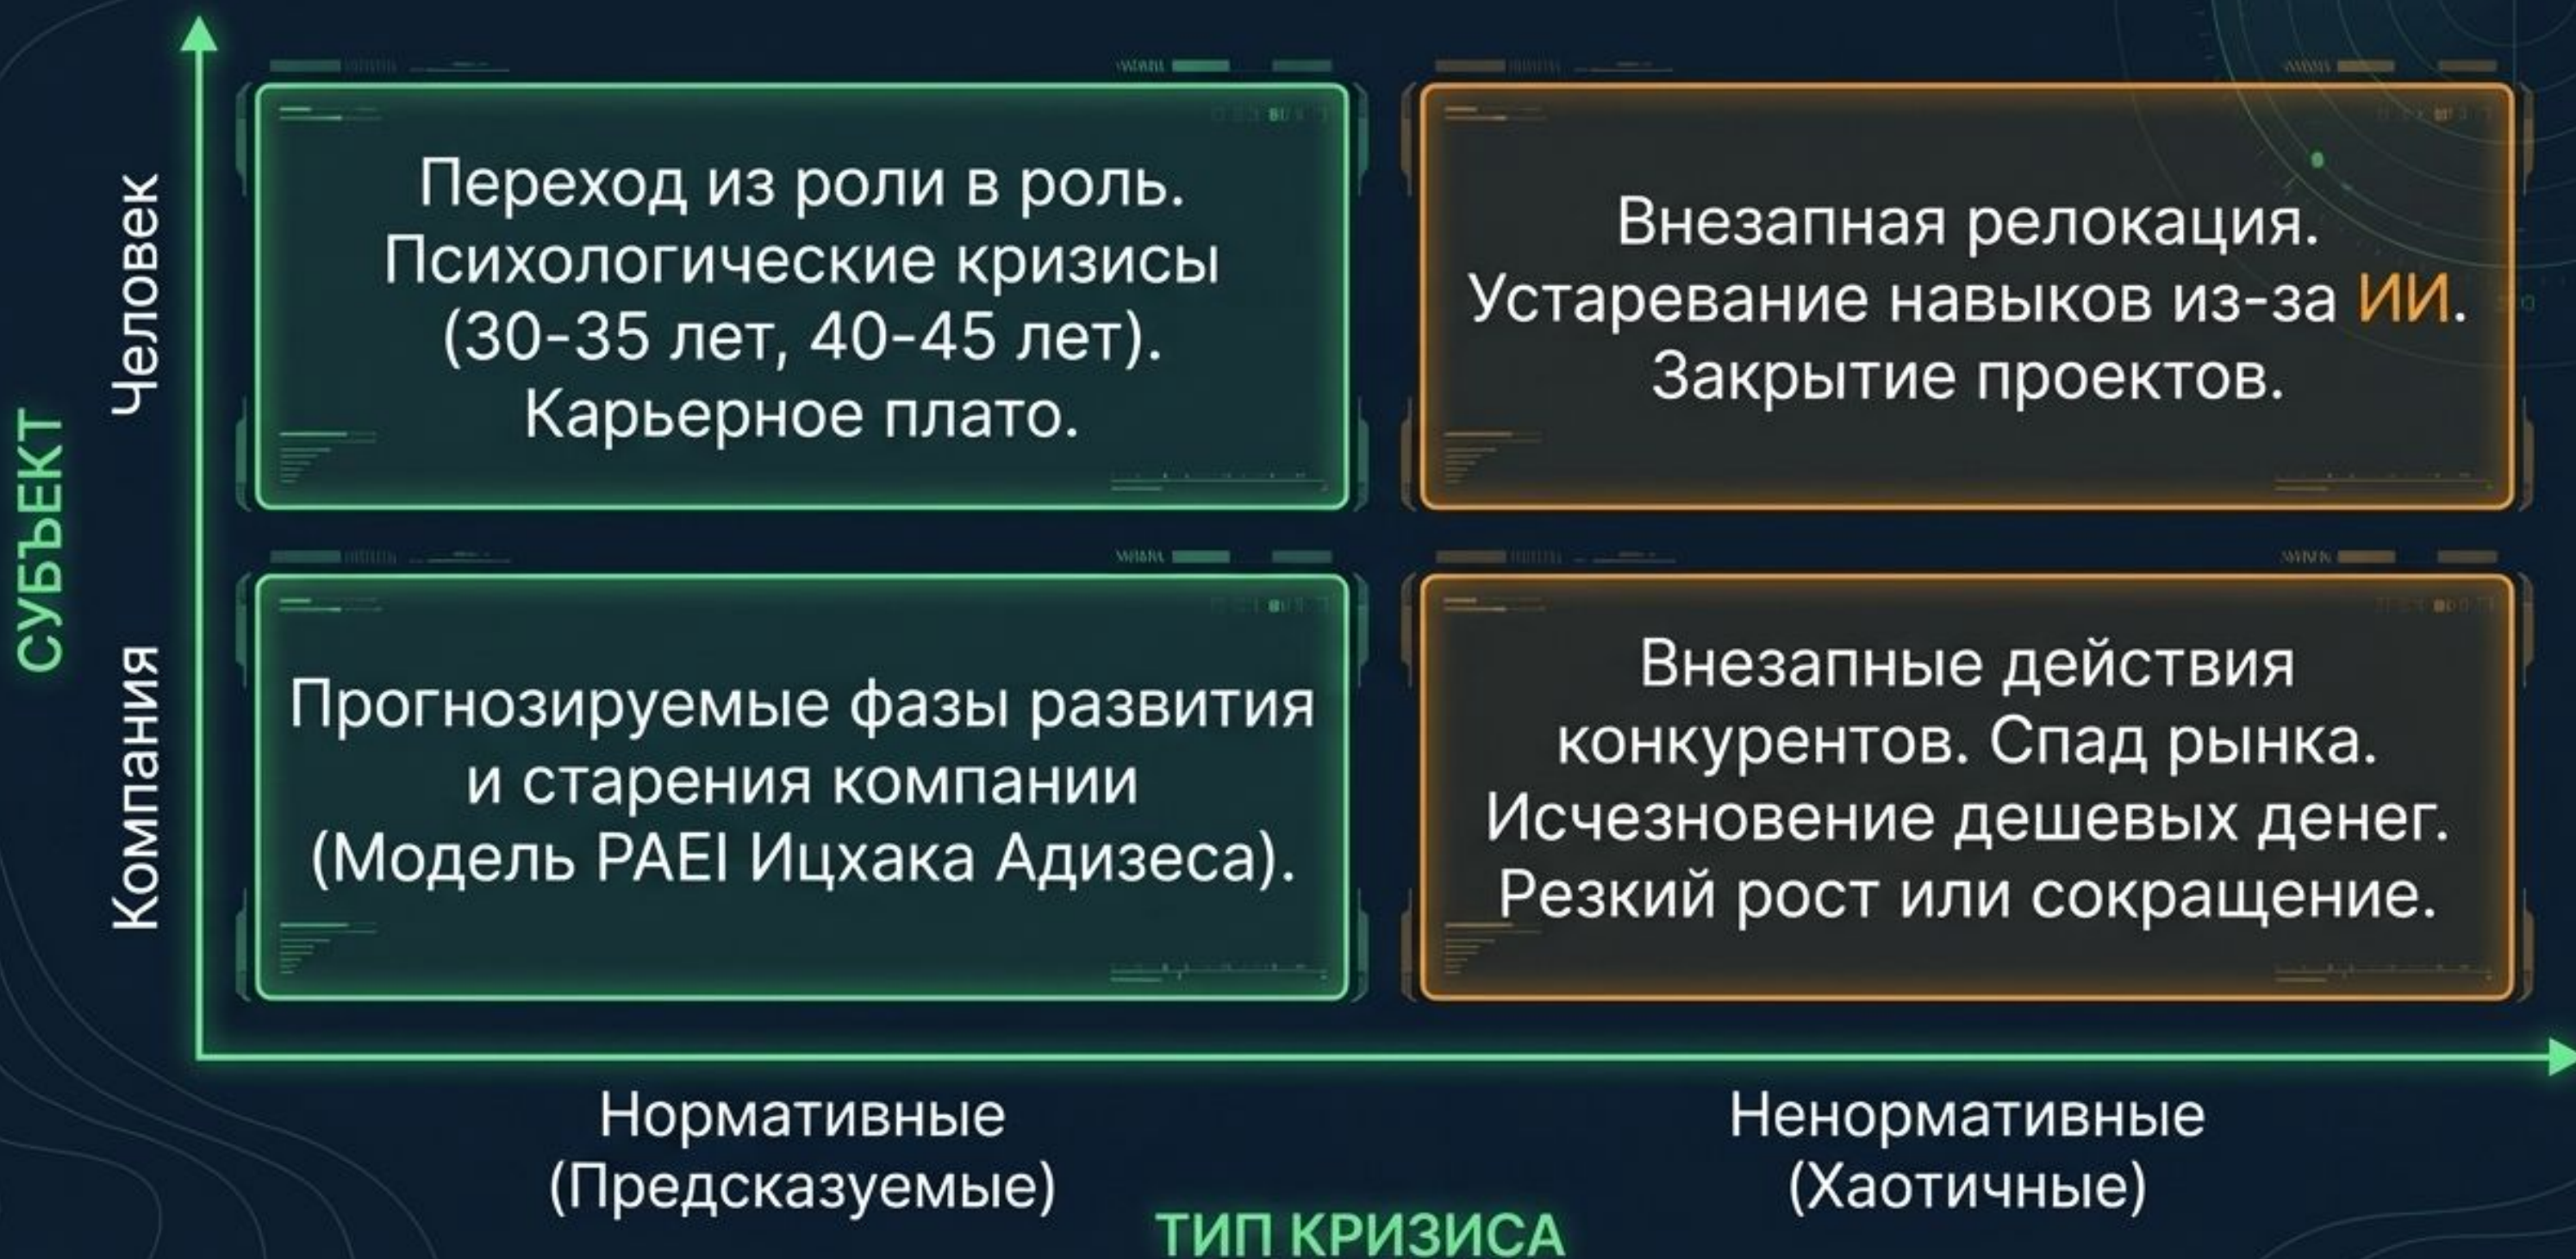 СУБЪЕКТ
Человек
Переход из роли в роль.
Психологические кризисы
(30-35 лет, 40-45 лет).
Карьерное плато.
Внезапная релокация.
Устаревание навыков из-за ИИ.
Закрытие проектов.
Компания
Прогнозируемые фазы развития
и старения компании
(Модель PAEI Ицхака Адизеса).
Внезапные действия
конкурентов. Спад рынка.
Исчезновение дешевых денег.
Резкий рост или сокращение.
Нормативные
(Предсказуемые)
Ненормативные
(Хаотичные)
ТИП КРИЗИСА